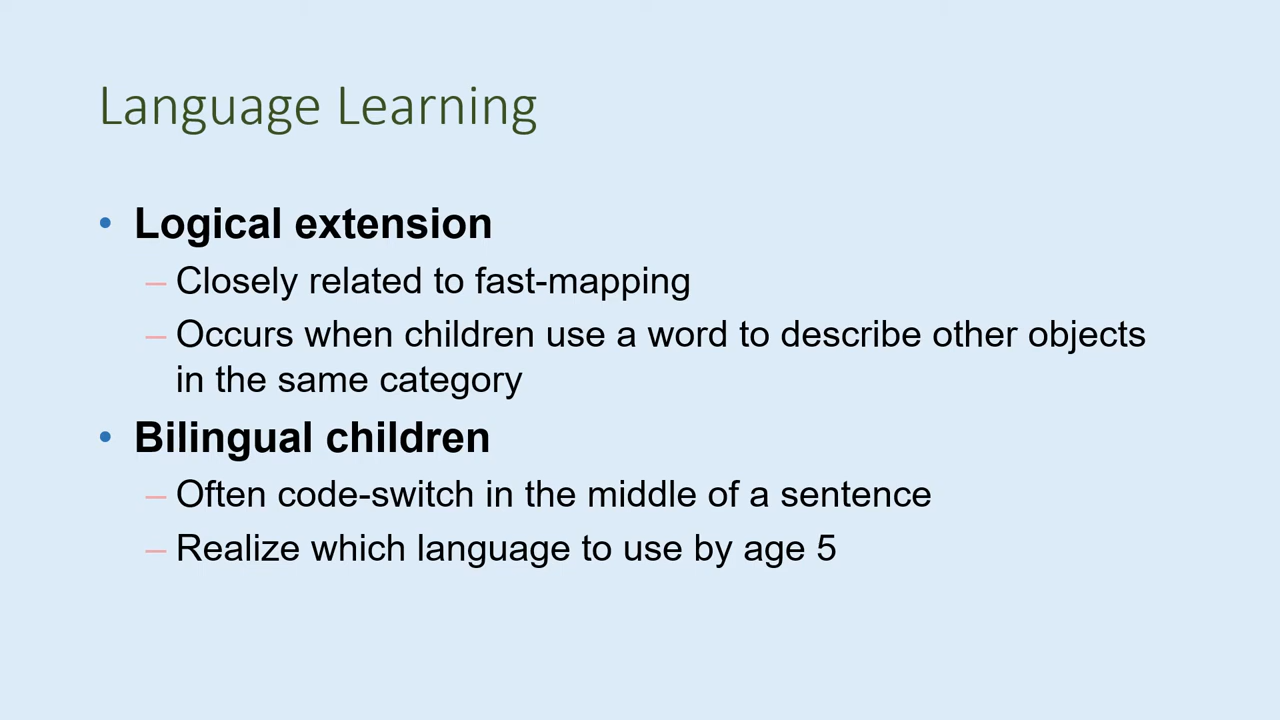 Language Learning
• Logical extension
– Closely related to fast-mapping
– Occurs when children use a word to describe other objects
in the same category
• Bilingual children
– Often code-switch in the middle of a sentence
– Realize which language to use by age 5